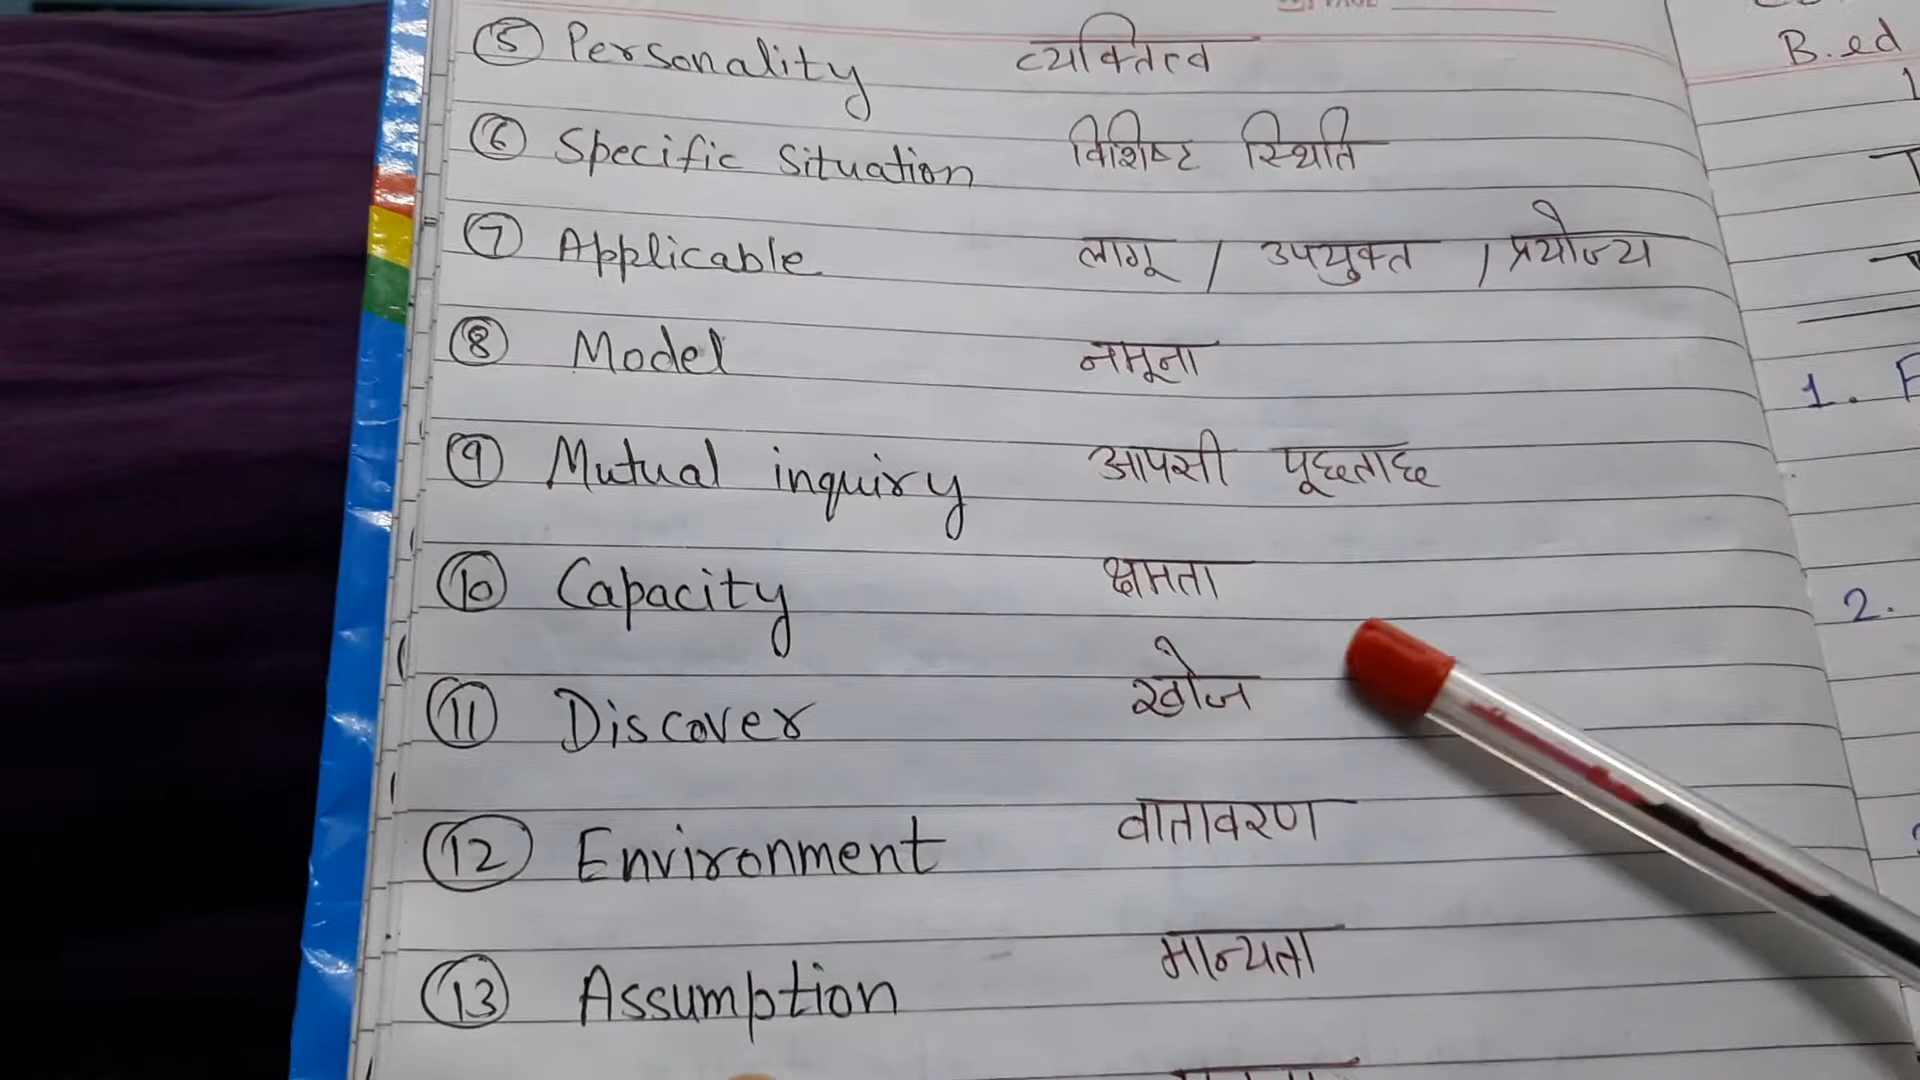 ⑤ Personality व्यक्तित्व
⑥ Specific Situation विशिष्ट स्थिति
⑦ Applicable लागू / उपयुक्त / प्रयोज्य
⑧ Model नमूना
⑨ Mutual inquiry आपसी पूछताछ
⑩ Capacity क्षमता
⑪ Discover खोज
⑫ Environment वातावरण
⑬ Assumption मान्यता
B.ed
1.
2.